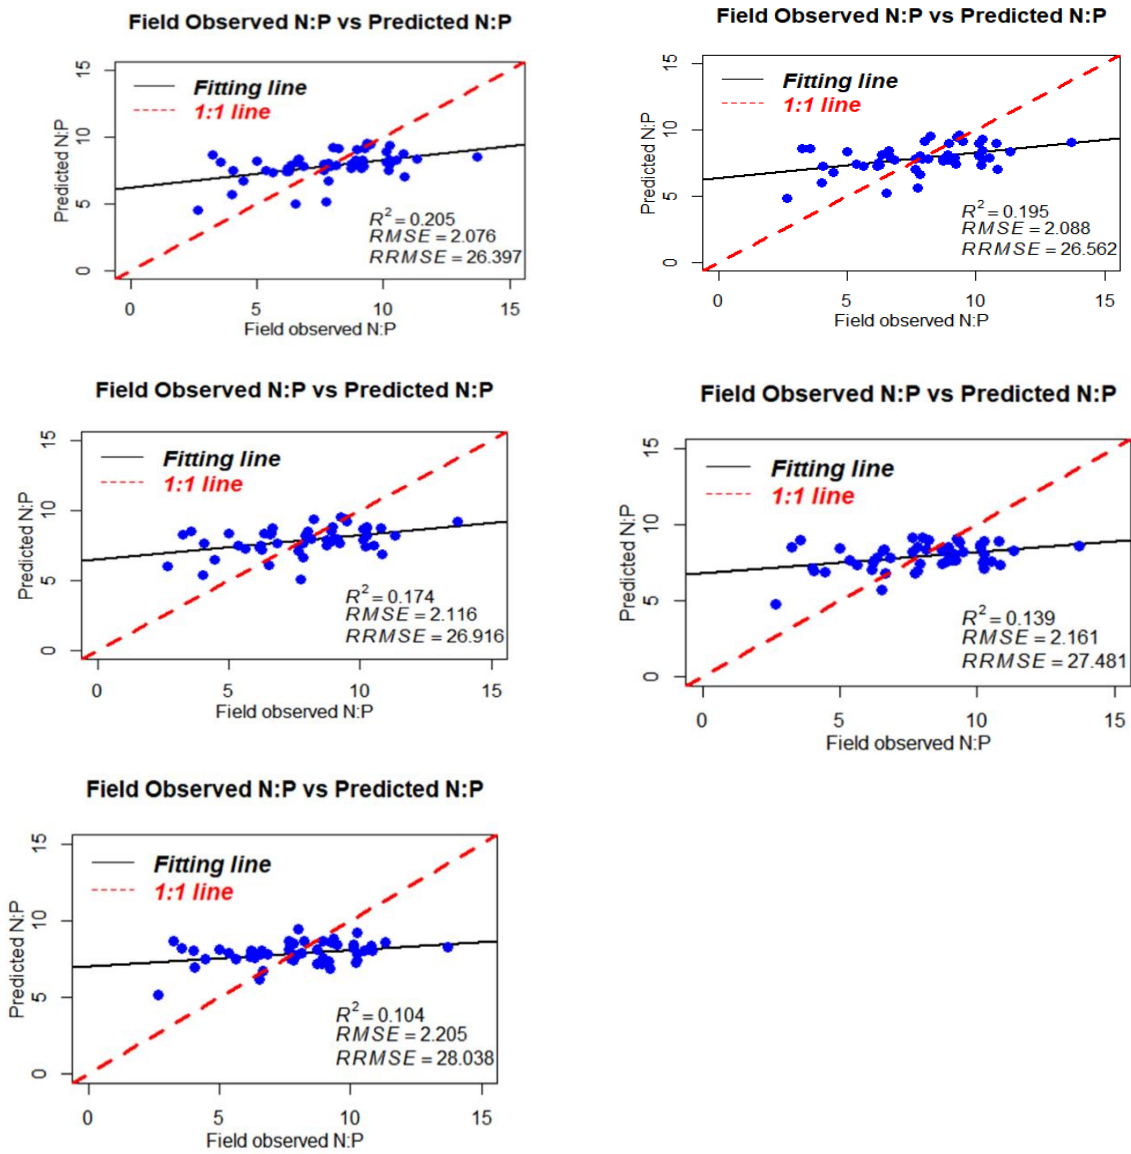 Field Observed N:P vs Predicted N:P
Fitting line
1:1 line
Predicted N:P
15
10
5
0
R² = 0.205
RMSE = 2.076
RRMSE = 26.397
0 5 10 15
Field observed N:P
Field Observed N:P vs Predicted N:P
Fitting line
1:1 line
Predicted N:P
15
10
5
0
R² = 0.195
RMSE = 2.088
RRMSE = 26.562
0 5 10 15
Field observed N:P
Field Observed N:P vs Predicted N:P
Fitting line
1:1 line
Predicted N:P
15
10
5
0
R² = 0.174
RMSE = 2.116
RRMSE = 26.916
0 5 10 15
Field observed N:P
Field Observed N:P vs Predicted N:P
Fitting line
1:1 line
Predicted N:P
15
10
5
0
R² = 0.139
RMSE = 2.161
RRMSE = 27.481
0 5 10 15
Field observed N:P
Field Observed N:P vs Predicted N:P
Fitting line
1:1 line
Predicted N:P
15
10
5
0
R² = 0.104
RMSE = 2.205
RRMSE = 28.038
0 5 10 15
Field observed N:P